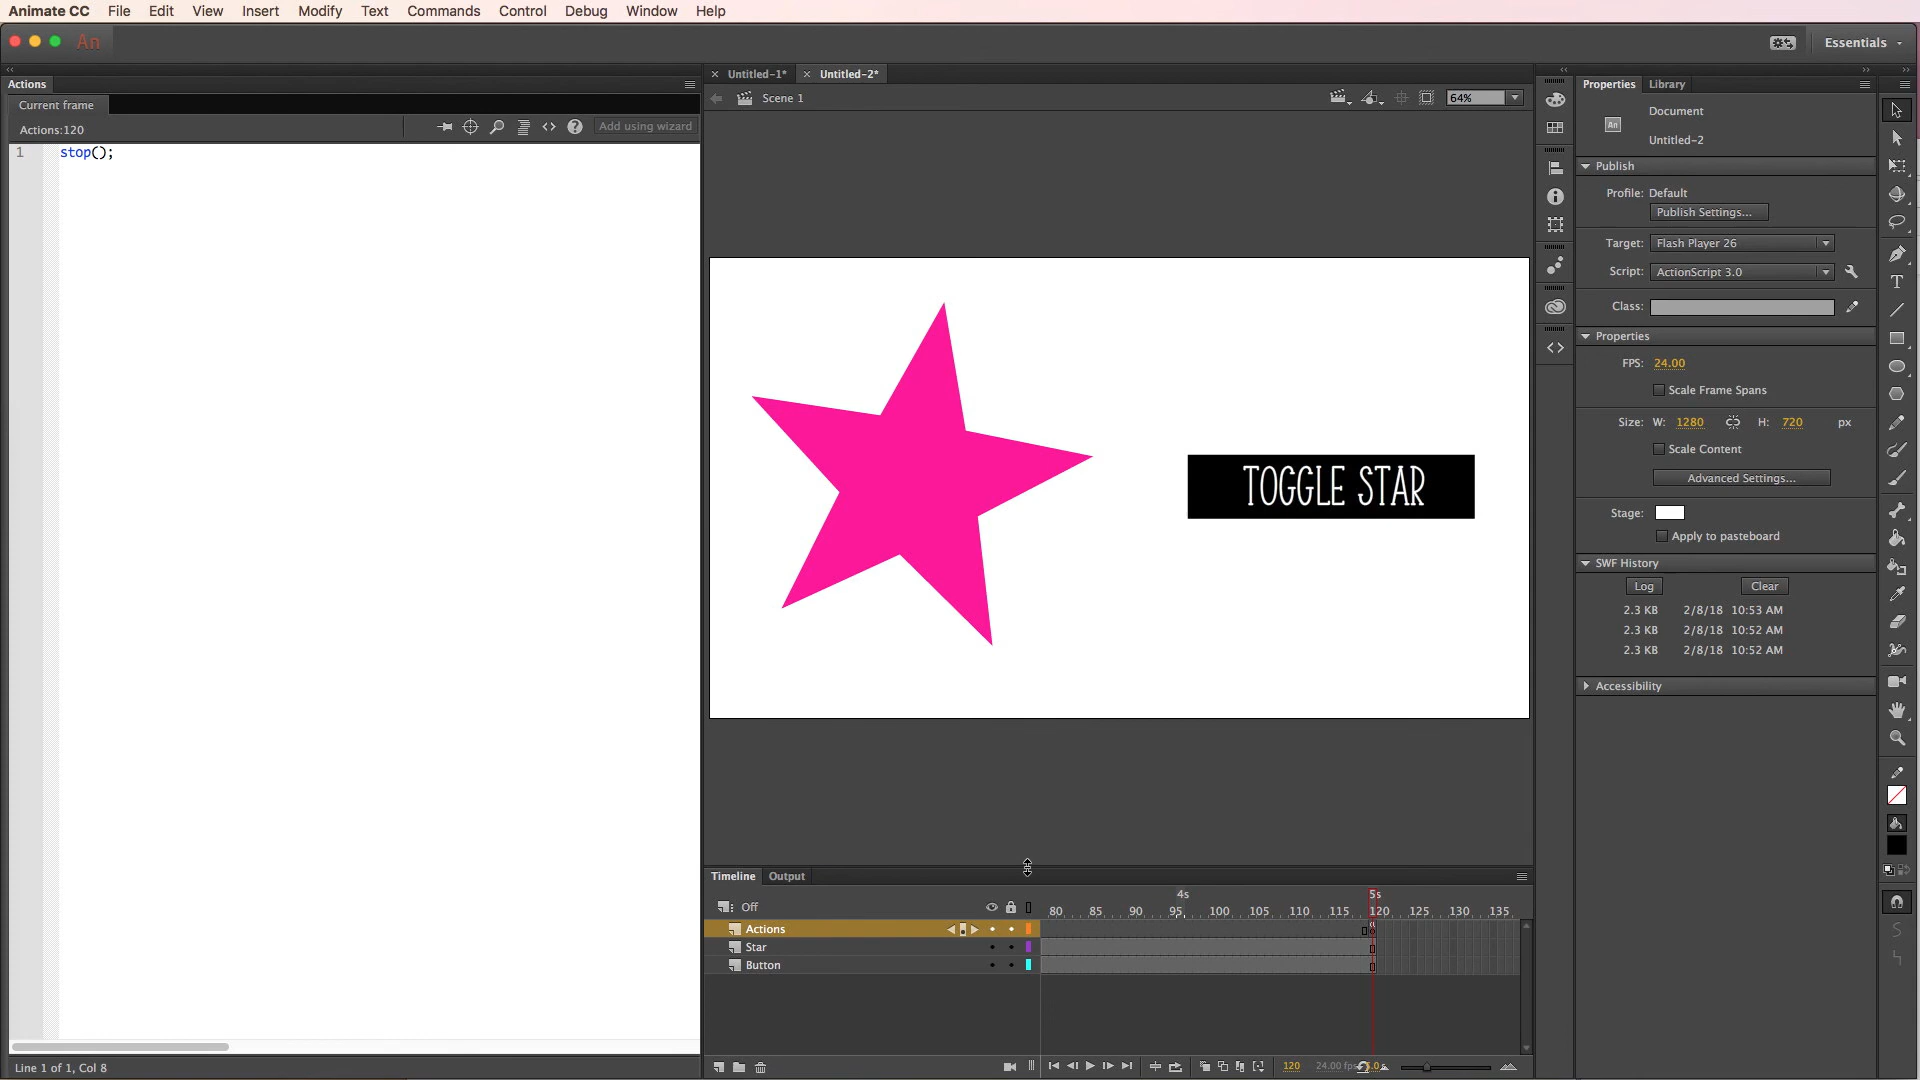 Animate CC File Edit View Insert Modify Text Commands Control Debug Window Help
An
Essentials
Actions
Current frame
Actions:120
Add using wizard
1 stop();
Line 1 of 1, Col 8
Untitled-1* Untitled-2*
Scene 1
64%
TOGGLE STAR
Timeline Output
Off
4s 5s
80 85 90 95 100 105 110 115 120 125 130 135
Actions
Star
Button
120 24.00 fps
Properties Library
Document
An
Untitled-2
Publish
Profile: Default
Publish Settings...
Target: Flash Player 26
Script: ActionScript 3.0
Class:
Properties
FPS: 24.00
Scale Frame Spans
Size: W: 1280 H: 720 px
Scale Content
Advanced Settings...
Stage:
Apply to pasteboard
SWF History
Log Clear
2.3 KB 2/8/18 10:53 AM
2.3 KB 2/8/18 10:52 AM
2.3 KB 2/8/18 10:52 AM
Accessibility